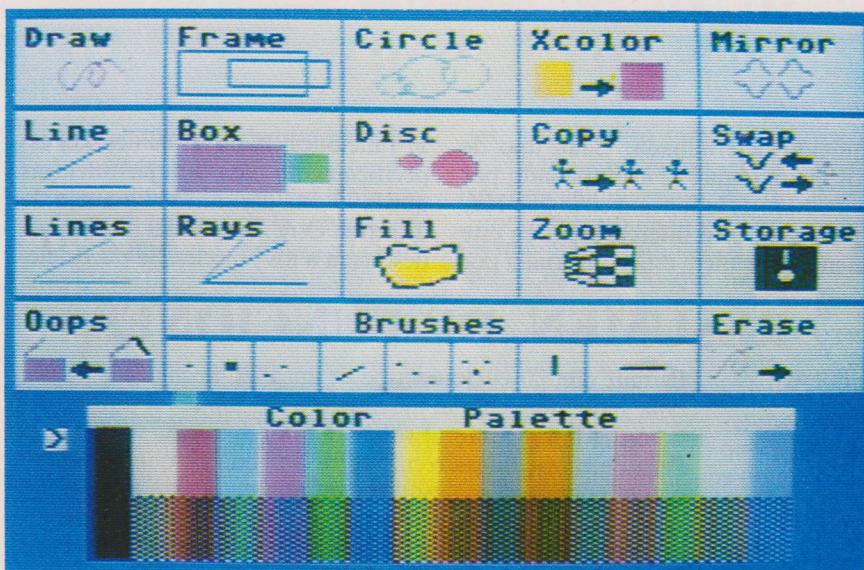 Draw Frame Circle Xcolor Mirror
Line Box Disc Copy Swap
Lines Rays Fill Zoom Storage
Oops Brushes Erase
Color Palette